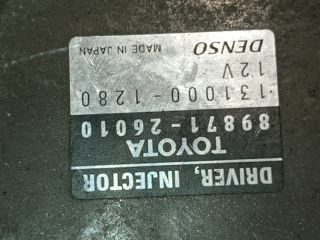 DRIVER, INJECTOR
TOYOTA
89871-26010
131000-1280
12V
DENSO MADE IN JAPAN